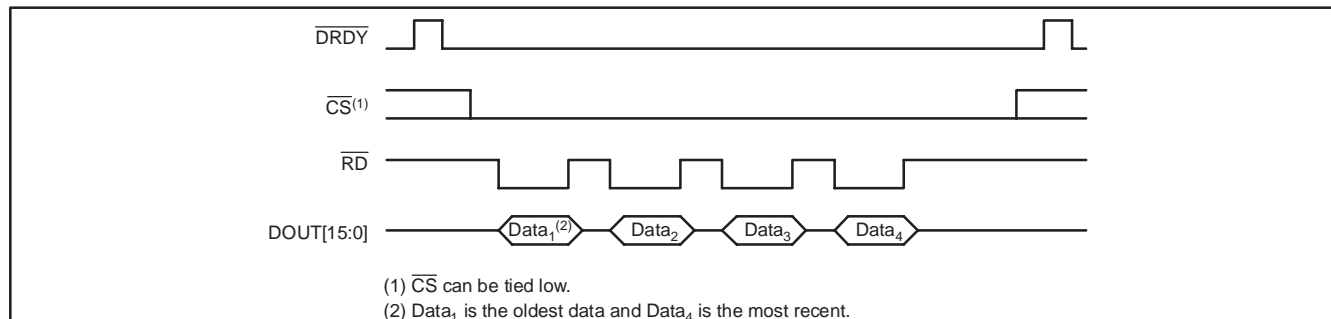 DRDY
CS(1)
RD
DOUT[15:0]
Data1(2) Data2 Data3 Data4
(1) CS can be tied low.
(2) Data1 is the oldest data and Data4 is the most recent.